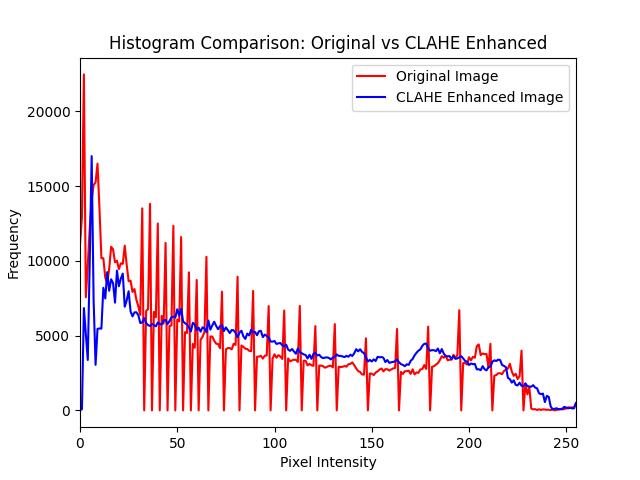 Histogram Comparison: Original vs CLAHE Enhanced
Original Image
CLAHE Enhanced Image
Frequency
20000
15000
10000
5000
0
0 50 100 150 200 250
Pixel Intensity